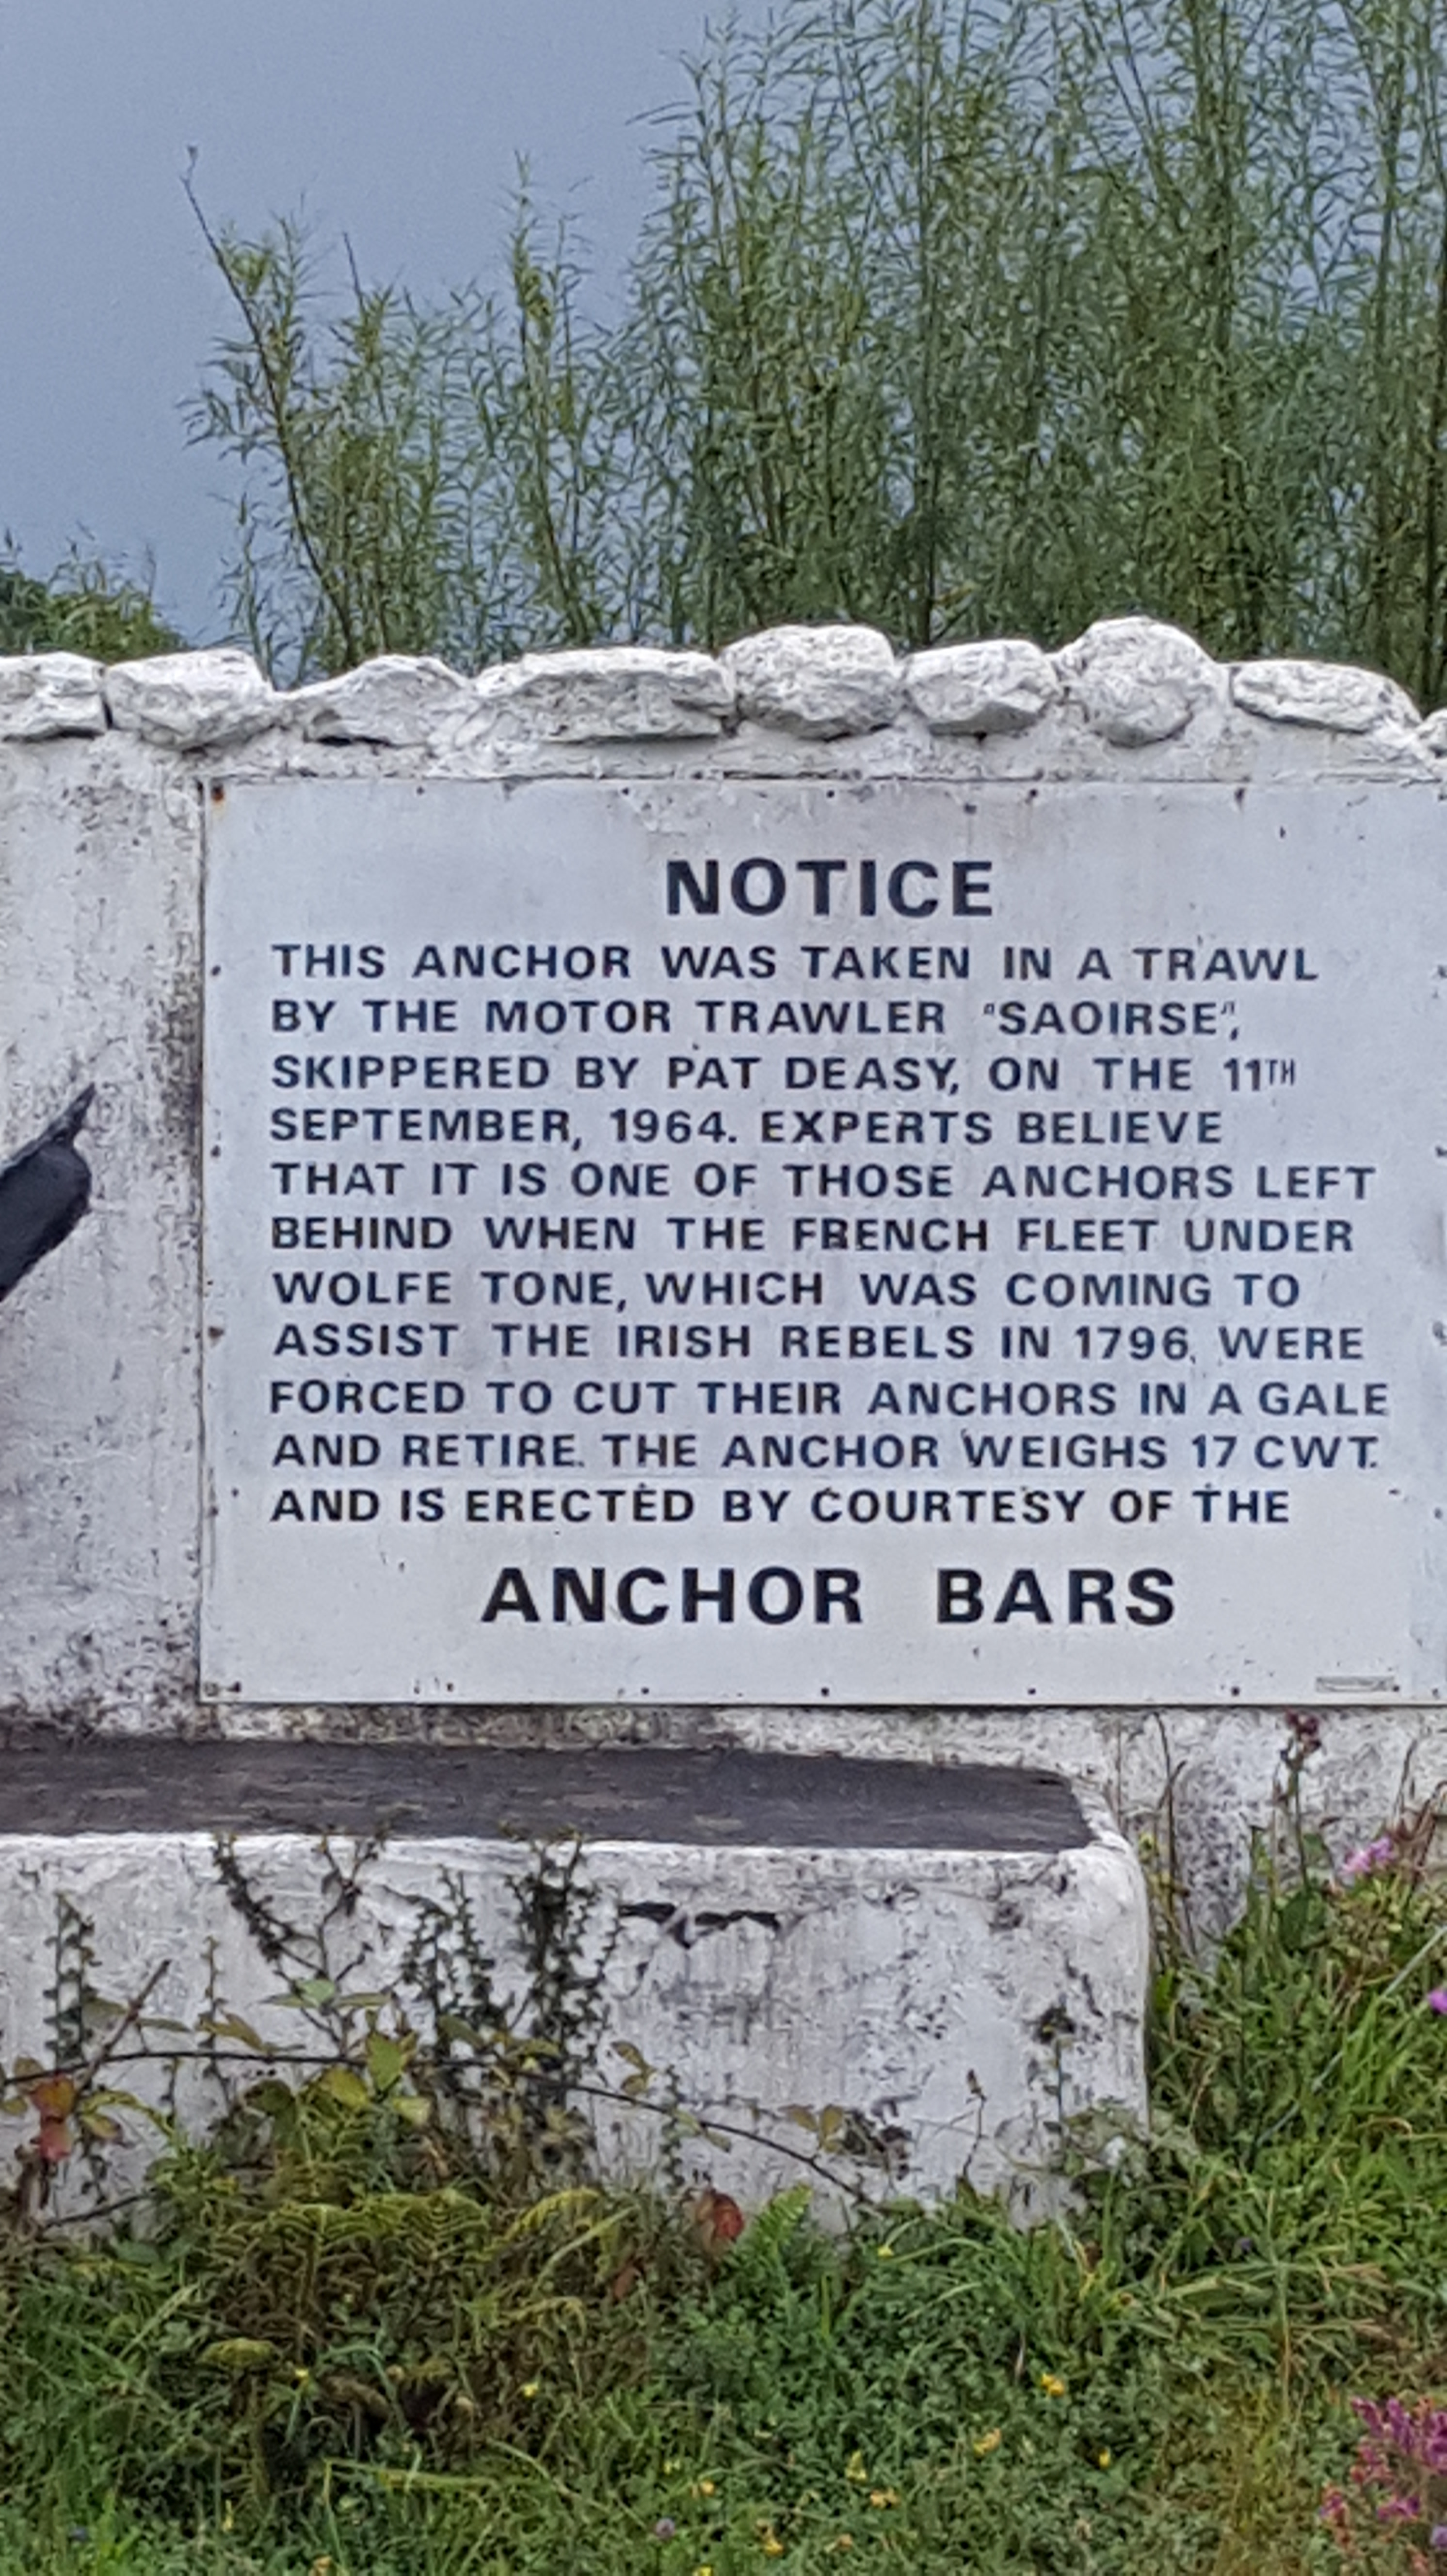 NOTICE
THIS ANCHOR WAS TAKEN IN A TRAWL
BY THE MOTOR TRAWLER "SAOIRSE",
SKIPPERED BY PAT DEASY, ON THE 11TH
SEPTEMBER, 1964. EXPERTS BELIEVE
THAT IT IS ONE OF THOSE ANCHORS LEFT
BEHIND WHEN THE FRENCH FLEET UNDER
WOLFE TONE, WHICH WAS COMING TO
ASSIST THE IRISH REBELS IN 1796, WERE
FORCED TO CUT THEIR ANCHORS IN A GALE
AND RETIRE. THE ANCHOR WEIGHS 17 CWT.
AND IS ERECTED BY COURTESY OF THE
ANCHOR BARS